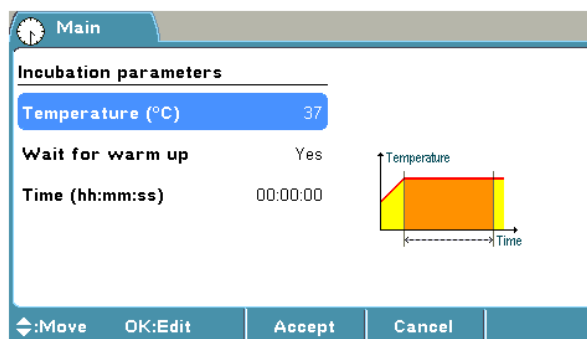 Main
Incubation parameters
Temperature (°C) 37
Wait for warm up Yes
Time (hh:mm:ss) 00:00:00
Temperature
Time
:Move OK:Edit Accept Cancel